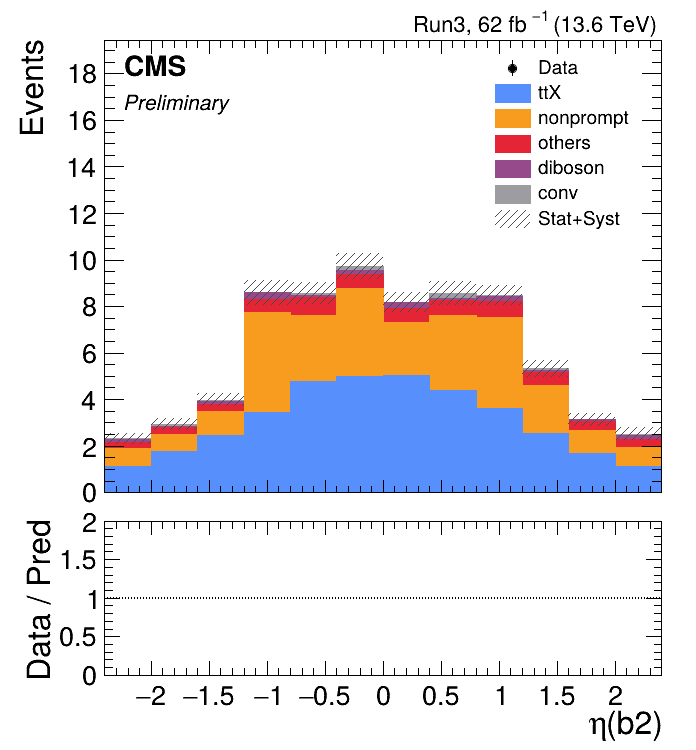 Run3, 62 fb⁻¹ (13.6 TeV)
Events
CMS
Preliminary
Data
ttX
nonprompt
others
diboson
conv
Stat+Syst
18
16
14
12
10
8
6
4
2
0
Data / Pred
2
1.5
1
0.5
0
−2 −1.5 −1 −0.5 0 0.5 1 1.5 2
η(b2)